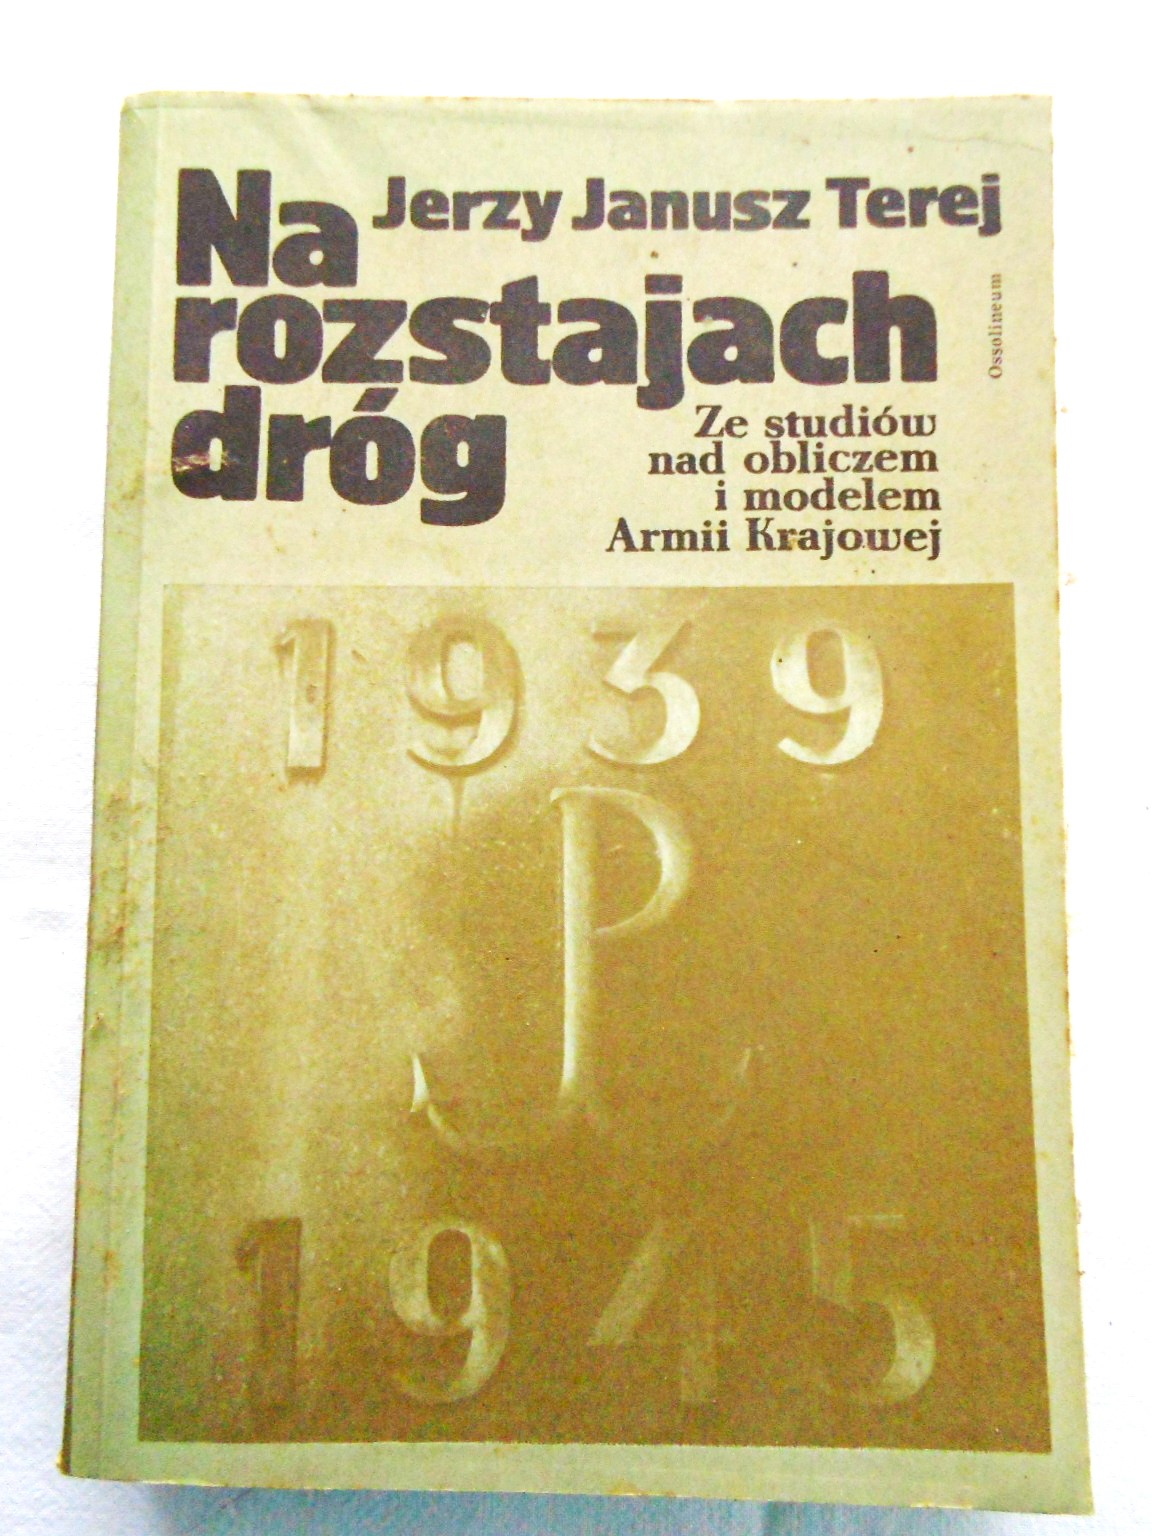 Jerzy Janusz Terej
Na
rozstajach
dróg
Ossolineum
Ze studiów
nad obliczem
i modelem
Armii Krajowej
1939
P
1945